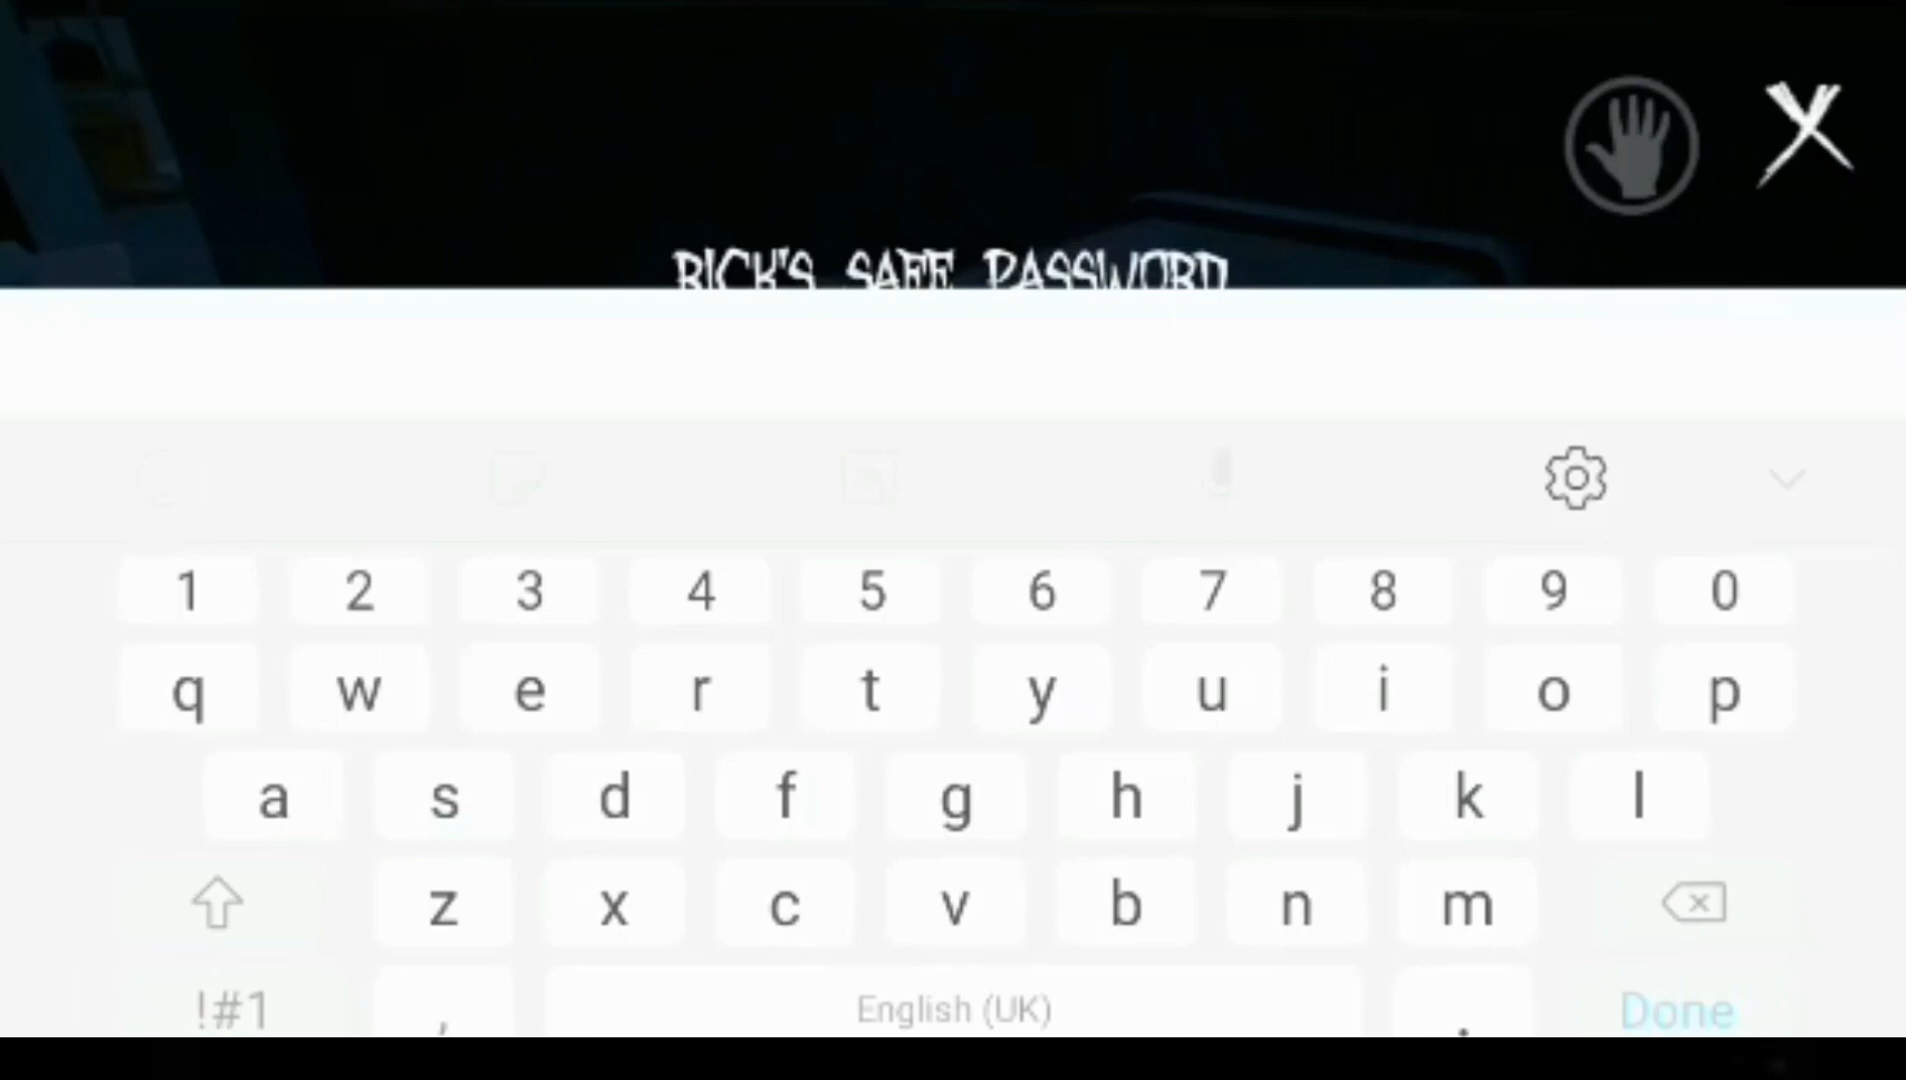 RICK'S SAFE PASSWORD
1 2 3 4 5 6 7 8 9 0
q w e r t y u i o p
a s d f g h j k l
z x c v b n m
!#1 , English (UK) . Done